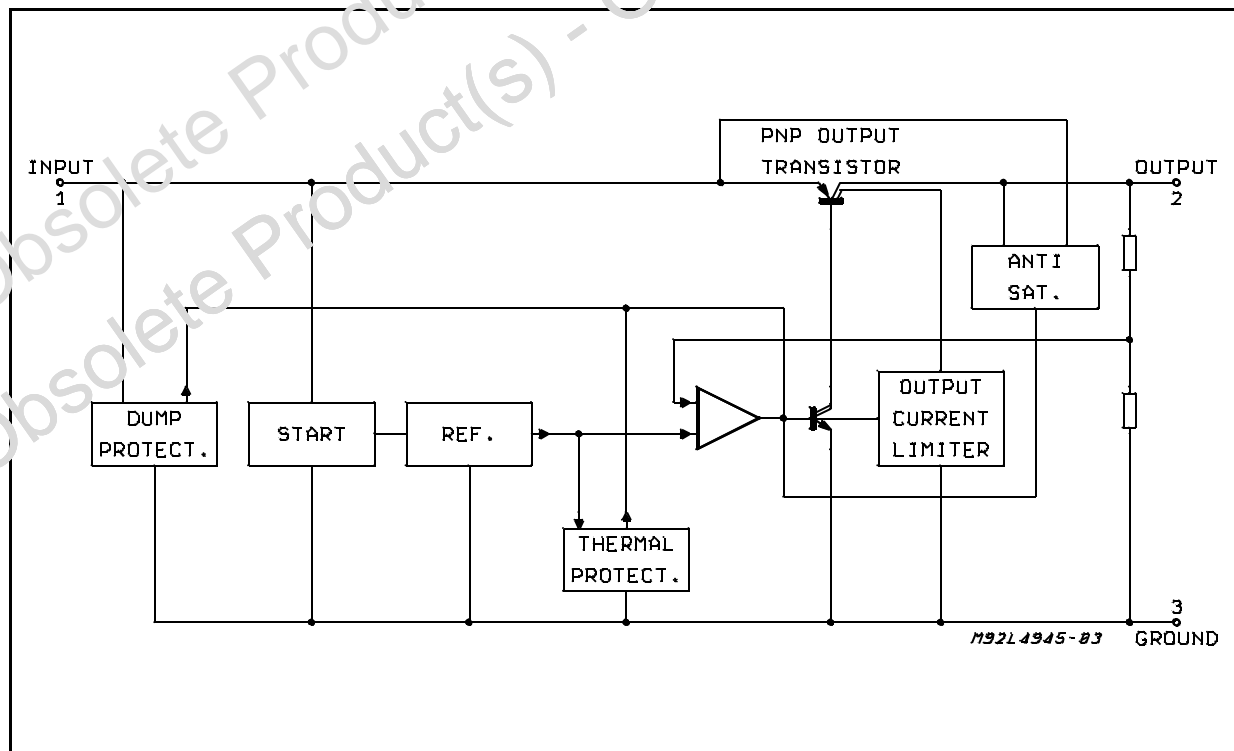 Obsolete Produc
Obsolete Product(s) - O
PNP OUTPUT
TRANSISTOR
INPUT
1
OUTPUT
2
ANTI
SAT.
DUMP
PROTECT.
START
REF.
OUTPUT
CURRENT
LIMITER
THERMAL
PROTECT.
3
GROUND
M92L4945-03